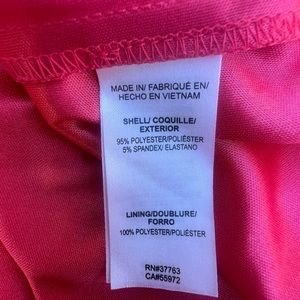 MADE IN/ FABRIQUÉ EN/
HECHO EN VIETNAM
SHELL/ COQUILLE/
EXTERIOR
95% POLYESTER/POLIÉSTER
5% SPANDEX/ ELASTANO
LINING/DOUBLURE/
FORRO
100% POLYESTER/POLIÉSTER
RN#37763
CA#55972